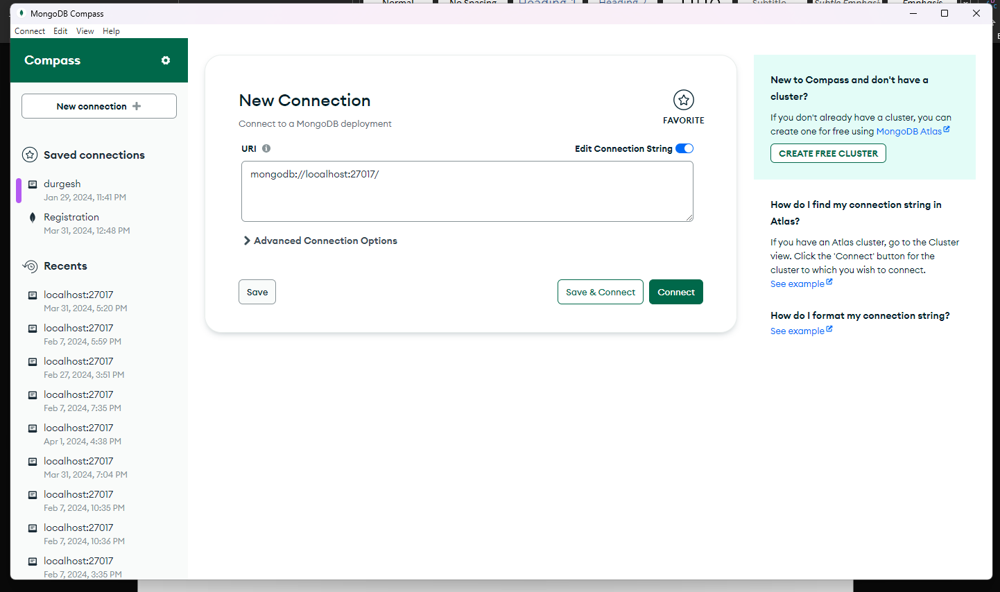 Normal
No Spacing
Heading 1
Heading 2
Title
Subtitle
Subtle Emphasis
Emphasis
MongoDB Compass
Connect Edit View Help
Compass
New connection
Saved connections
durgesh
Jan 29, 2024, 11:41 PM
Registration
Mar 31, 2024, 12:48 PM
Recents
localhost:27017
Mar 31, 2024, 5:20 PM
localhost:27017
Feb 7, 2024, 5:59 PM
localhost:27017
Feb 27, 2024, 3:51 PM
localhost:27017
Feb 7, 2024, 7:35 PM
localhost:27017
Apr 1, 2024, 4:38 PM
localhost:27017
Mar 31, 2024, 7:04 PM
localhost:27017
Feb 7, 2024, 10:35 PM
localhost:27017
Feb 7, 2024, 10:36 PM
localhost:27017
Feb 7, 2024, 3:35 PM
New Connection
Connect to a MongoDB deployment
FAVORITE
URI
Edit Connection String
mongodb://localhost:27017/
Advanced Connection Options
Save
Save & Connect
Connect
New to Compass and don't have a
cluster?
If you don't already have a cluster, you can
create one for free using MongoDB Atlas
CREATE FREE CLUSTER
How do I find my connection string in
Atlas?
If you have an Atlas cluster, go to the Cluster
view. Click the 'Connect' button for the
cluster to which you wish to connect.
See example
How do I format my connection string?
See example